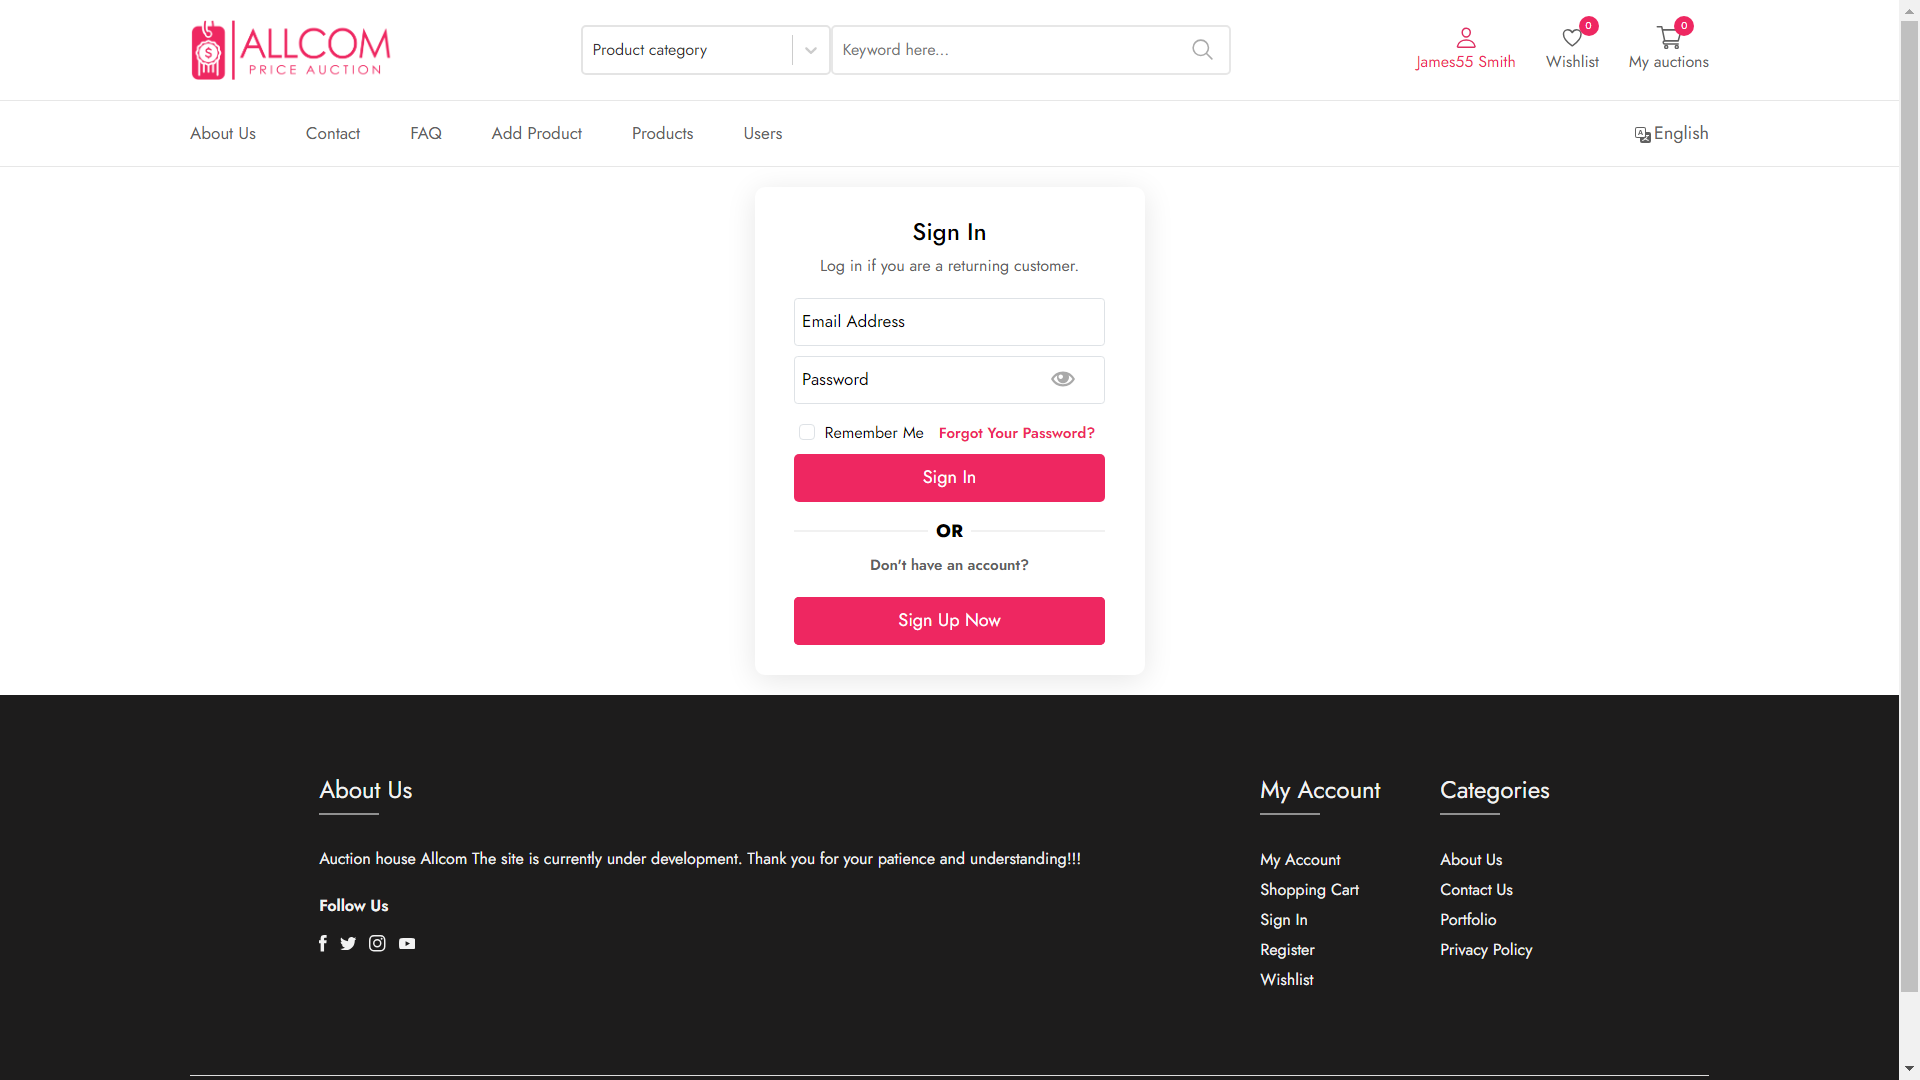 ALLCOM
PRICE AUCTION
Product category
Keyword here...
James55 Smith
0
Wishlist
0
My auctions
About Us
Contact
FAQ
Add Product
Products
Users
English
Sign In
Log in if you are a returning customer.
Email Address
Password
Remember Me
Forgot Your Password?
Sign In
OR
Don't have an account?
Sign Up Now
About Us
Auction house Allcom The site is currently under development. Thank you for your patience and understanding!!!
Follow Us
My Account
My Account
Shopping Cart
Sign In
Register
Wishlist
Categories
About Us
Contact Us
Portfolio
Privacy Policy